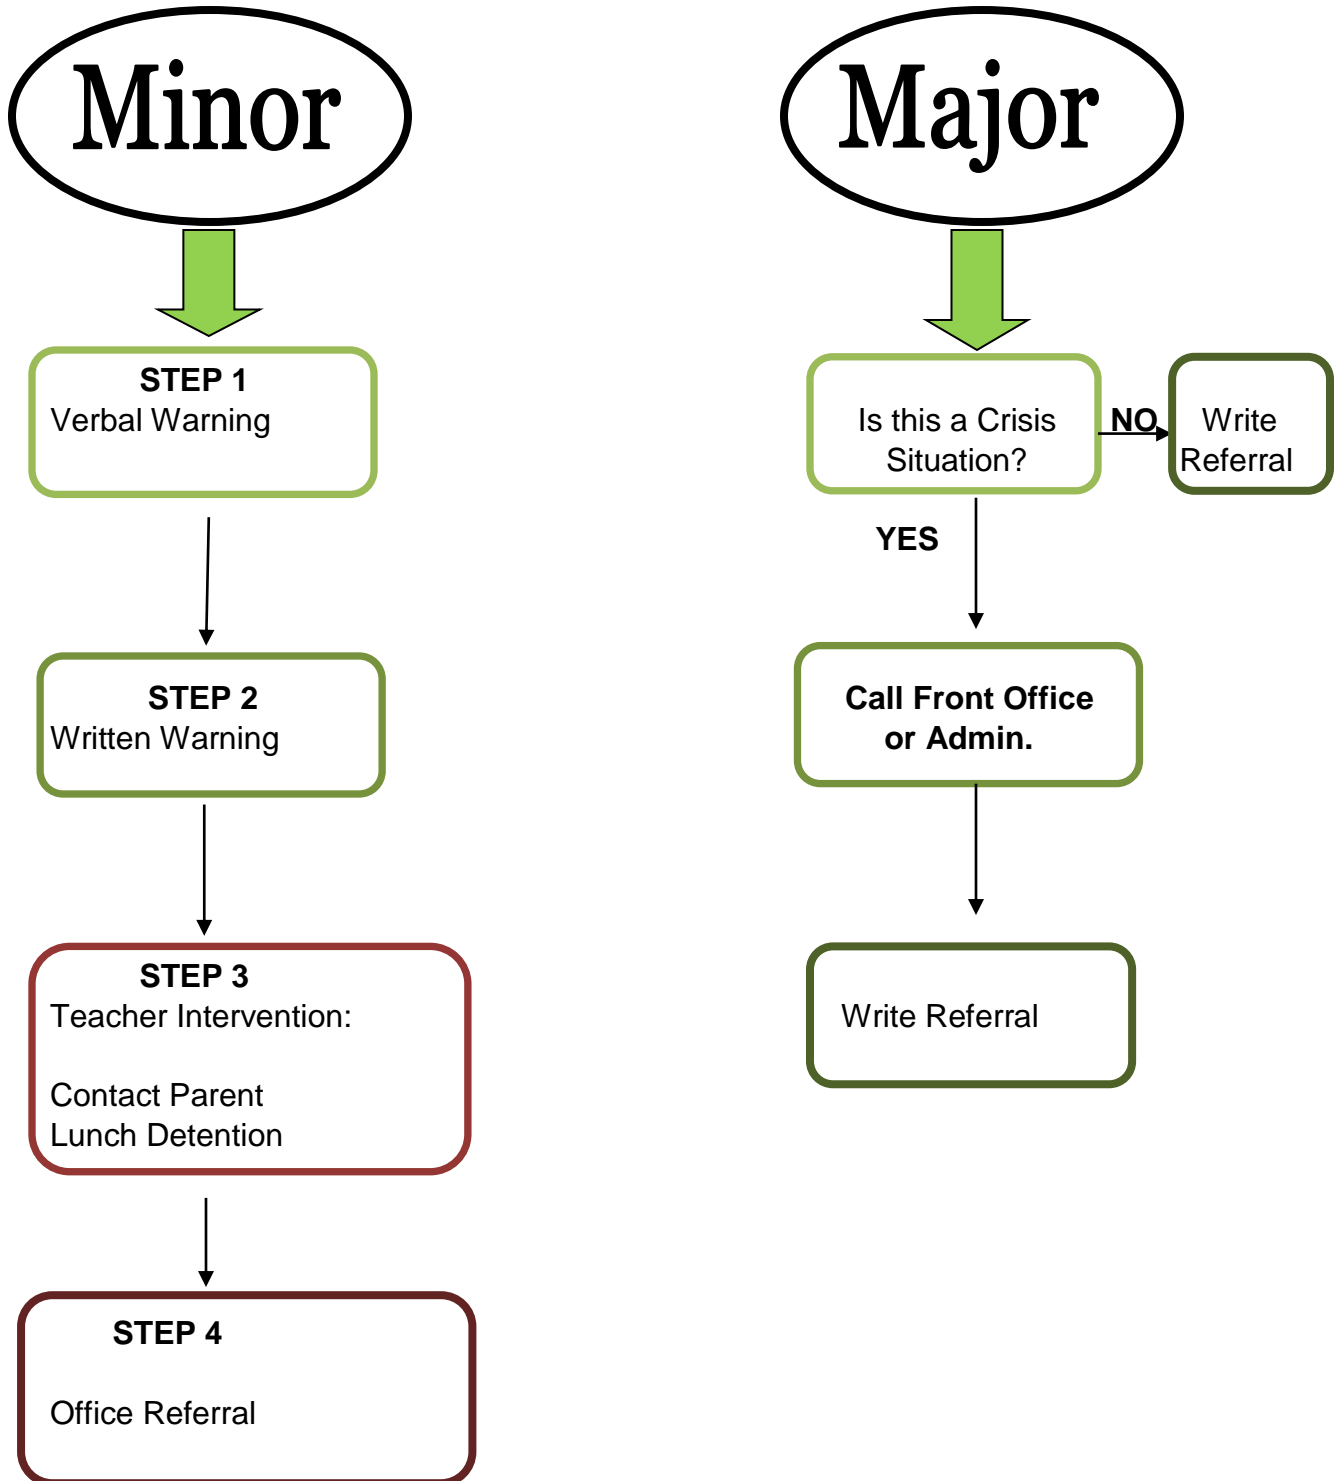 Minor
STEP 1
Verbal Warning
STEP 2
Written Warning
STEP 3
Teacher Intervention:
Contact Parent
Lunch Detention
STEP 4
Office Referral
Major
Is this a Crisis
Situation?
NO
Write
Referral
YES
Call Front Office
or Admin.
Write Referral